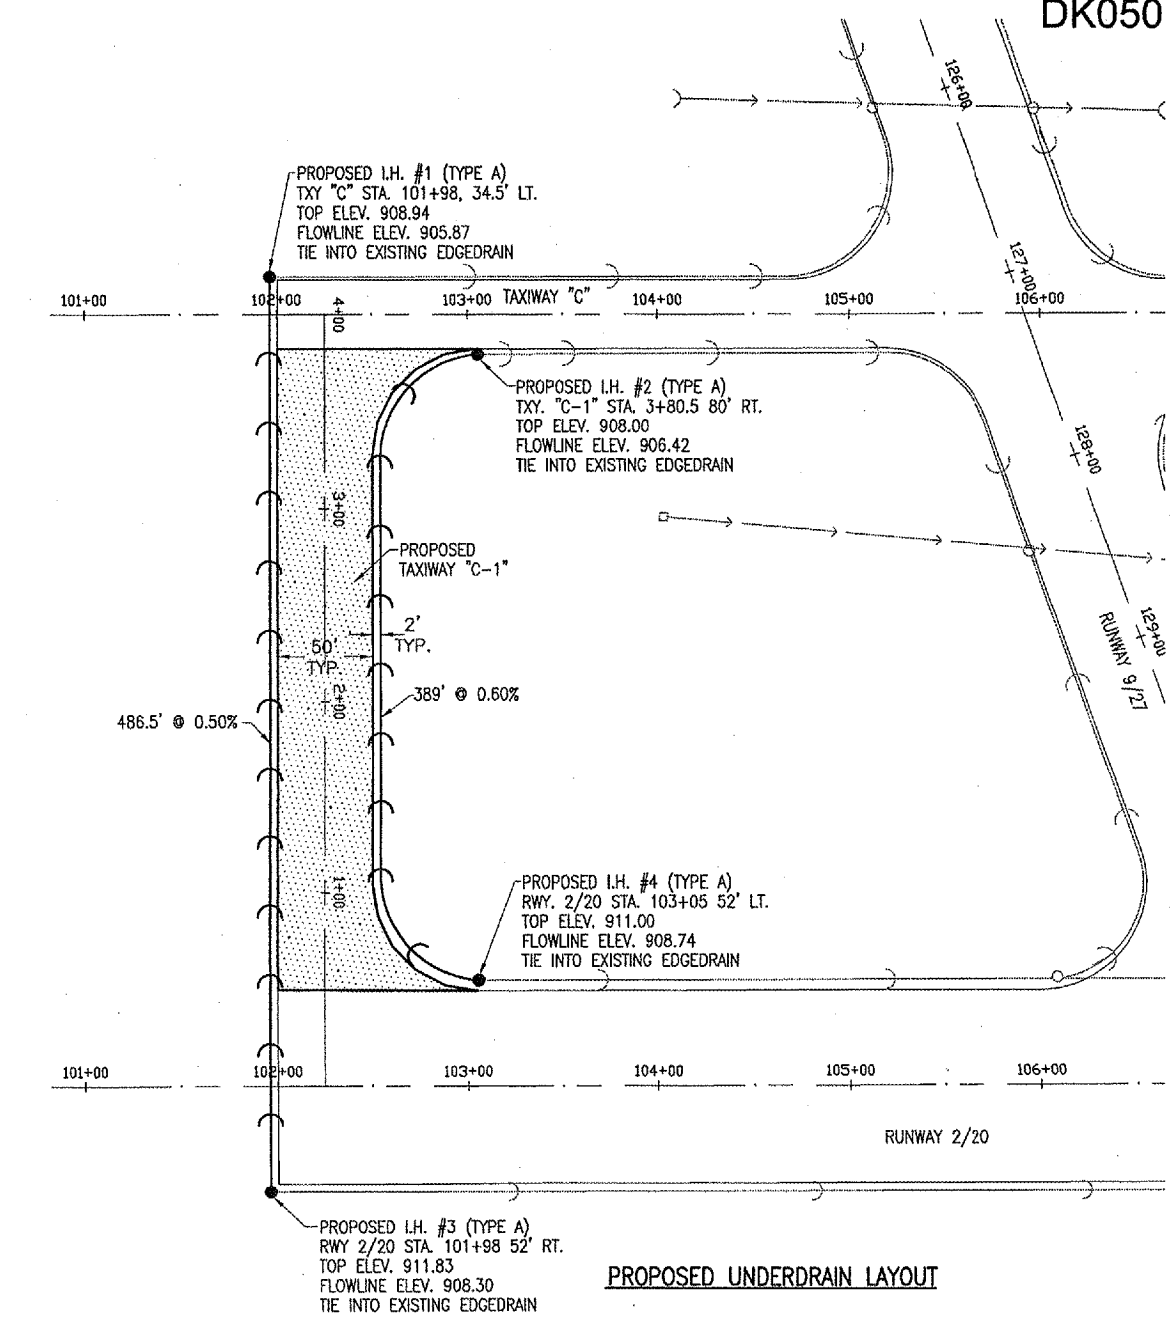 DK050
126+00
PROPOSED I.H. #1 (TYPE A)
TXY "C" STA. 101+98, 34.5' LT.
TOP ELEV. 908.94
FLOWLINE ELEV. 905.87
TIE INTO EXISTING EDGEDRAIN
127+00
101+00
102+00
4+00
103+00
TAXIWAY "C"
104+00
105+00
106+00
PROPOSED I.H. #2 (TYPE A)
TXY. "C-1" STA. 3+80.5 80' RT.
TOP ELEV. 908.00
FLOWLINE ELEV. 906.42
TIE INTO EXISTING EDGEDRAIN
128+00
3+00
PROPOSED
TAXIWAY "C-1"
129+00
RUNWAY 9/27
2'
TYP.
50'
TYP.
2+00
389' @ 0.60%
486.5' @ 0.50%
1+00
PROPOSED I.H. #4 (TYPE A)
RWY. 2/20 STA. 103+05 52' LT.
TOP ELEV. 911.00
FLOWLINE ELEV. 908.74
TIE INTO EXISTING EDGEDRAIN
101+00
102+00
103+00
104+00
105+00
106+00
RUNWAY 2/20
PROPOSED I.H. #3 (TYPE A)
RWY 2/20 STA. 101+98 52' RT.
TOP ELEV. 911.83
FLOWLINE ELEV. 908.30
TIE INTO EXISTING EDGEDRAIN
PROPOSED UNDERDRAIN LAYOUT